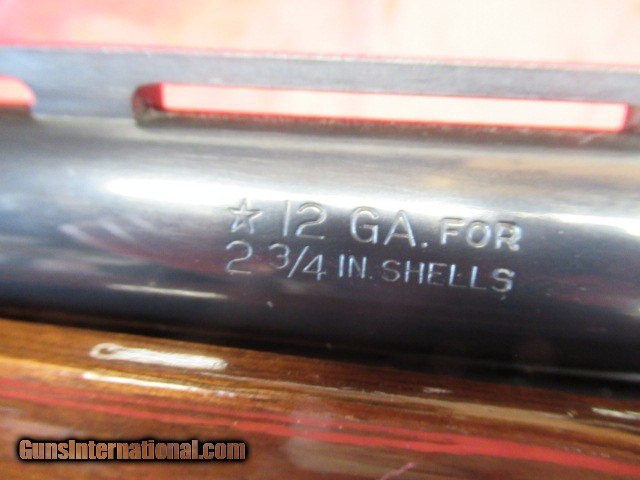 ☆ 12 GA. FOR
2 3/4 IN. SHELLS
GunsInternational.com